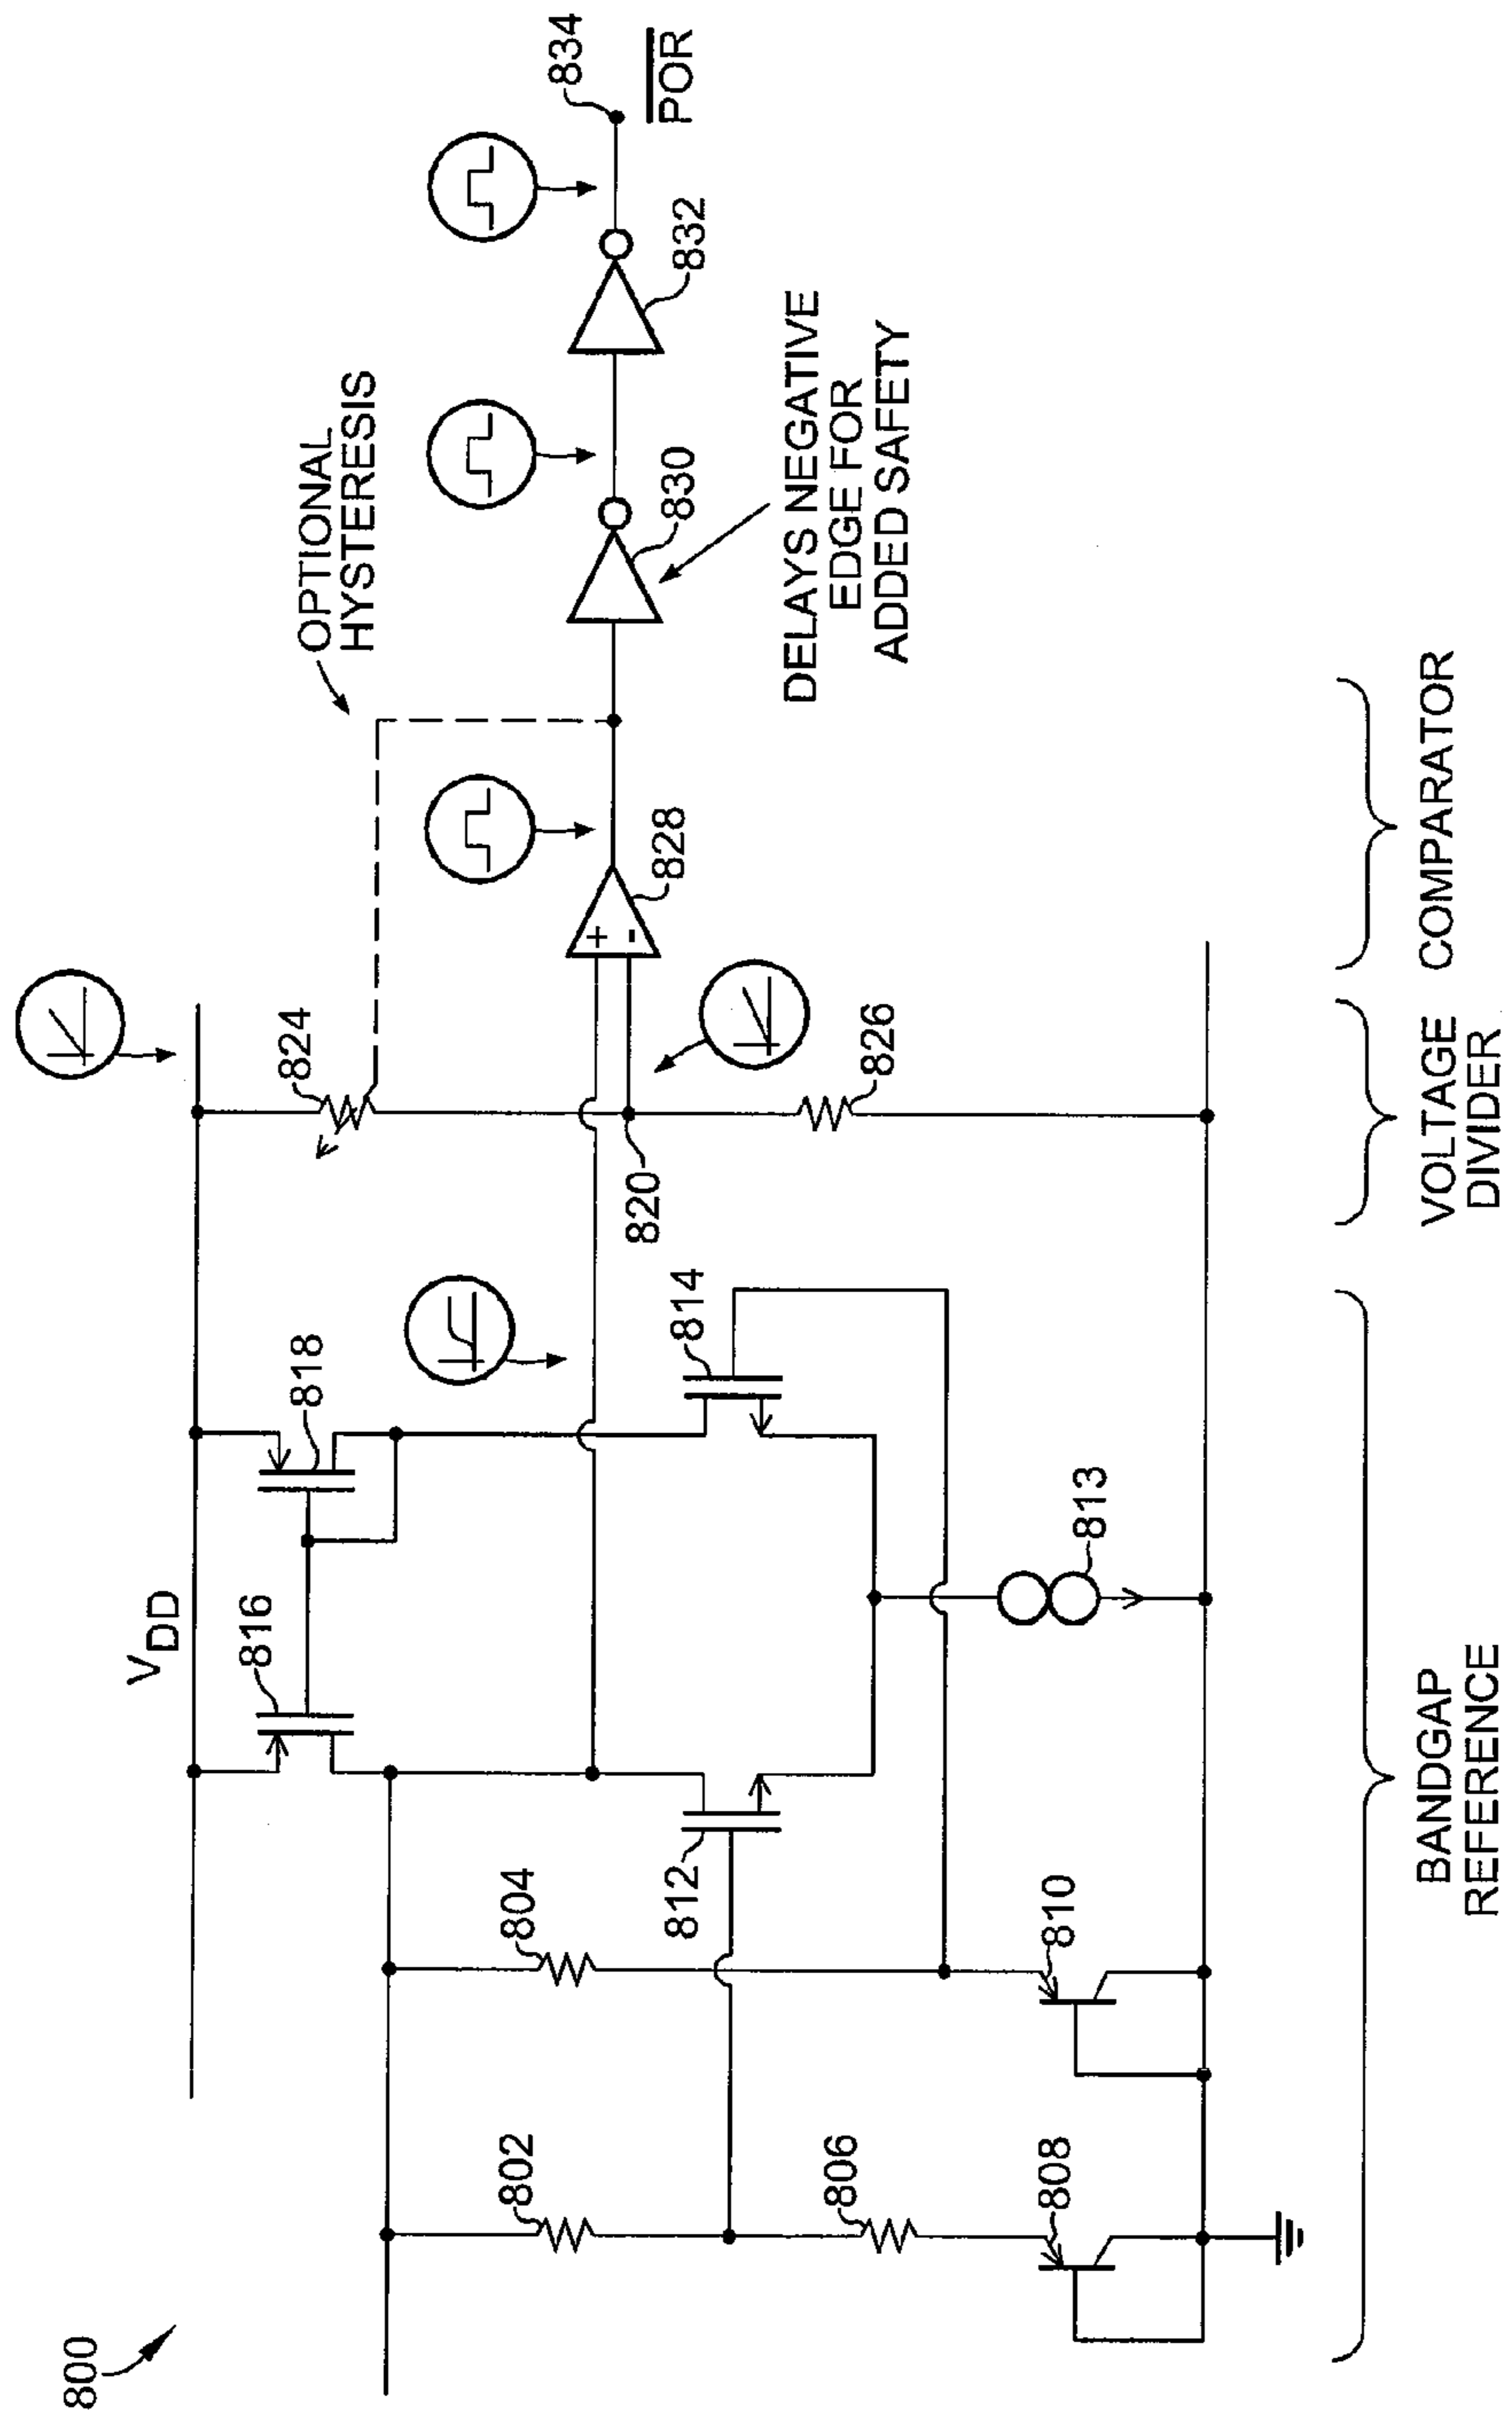 800
V DD
816
818
824
OPTIONAL
HYSTERESIS
834
POR
802
804
812
814
820
828
830
832
806
826
DELAYS NEGATIVE
EDGE FOR
ADDED SAFETY
808
810
813
+
-
BANDGAP
REFERENCE
VOLTAGE
DIVIDER
COMPARATOR